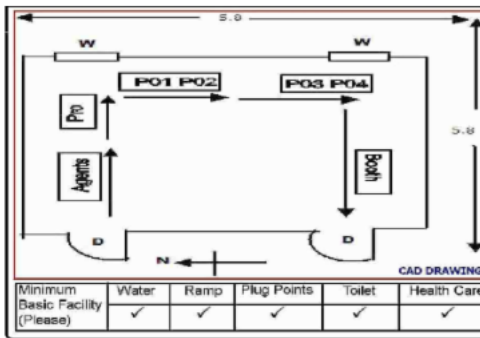 5.8
W W
P01 P02 P03 P04
Pro
5.8
Agents
Booth
D D
N
CAD DRAWING
Minimum Basic Facility (Please) Water Ramp Plug Points Toilet Health Care
✓ ✓ ✓ ✓ ✓